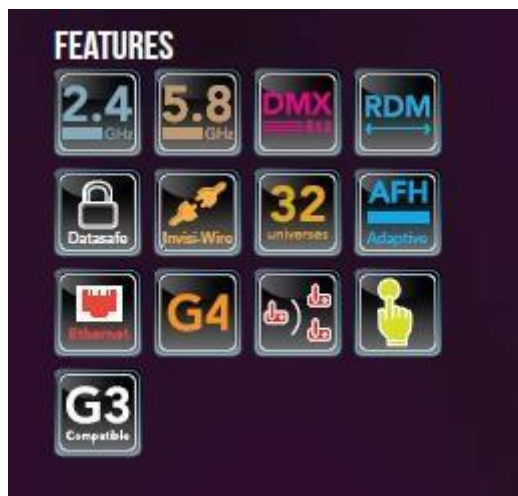 FEATURES
2.4
GHz
5.8
GHz
DMX
512
RDM
Datasafe
Invisi-Wire
32
universes
AFH
Adaptive
Ethernet
G4
G3
Compatible